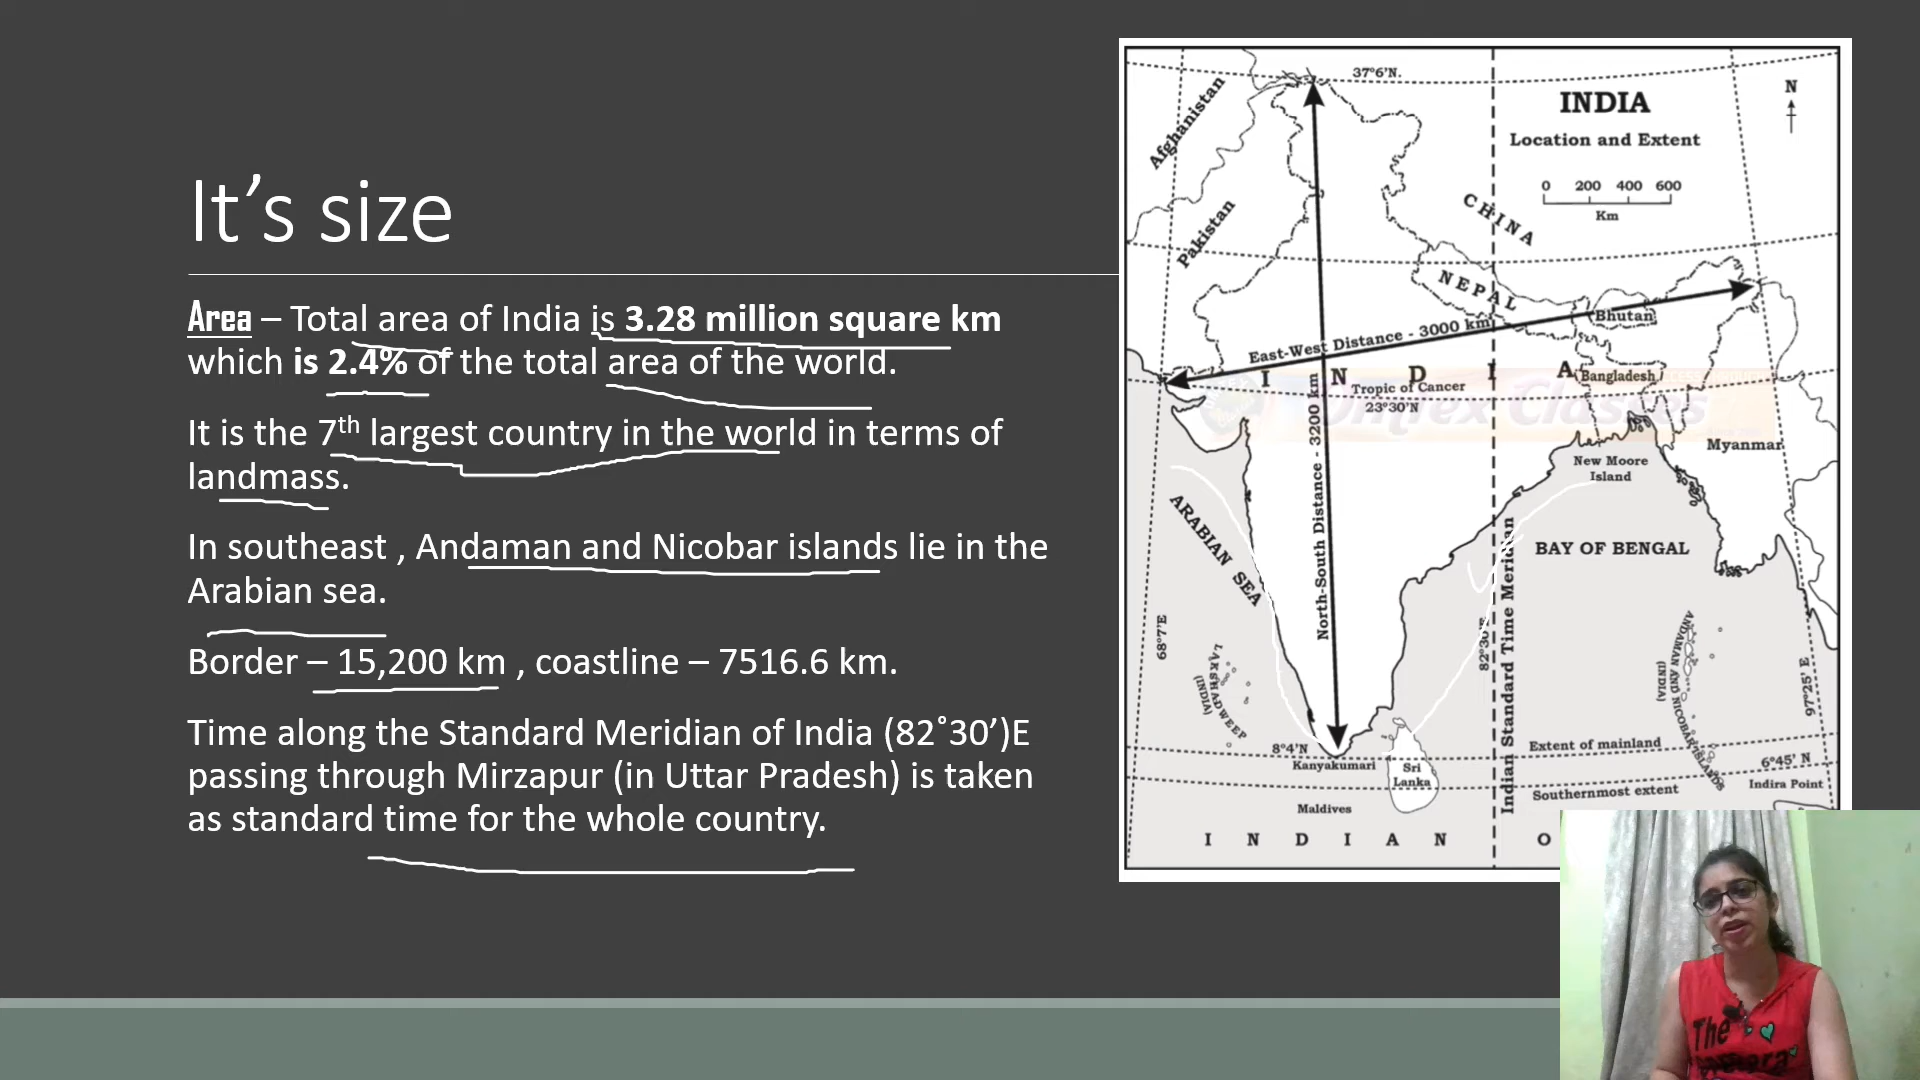 It's size
Area – Total area of India is 3.28 million square km
which is 2.4% of the total area of the world.
It is the 7th largest country in the world in terms of
landmass.
In southeast , Andaman and Nicobar islands lie in the
Arabian sea.
Border – 15,200 km , coastline – 7516.6 km.
Time along the Standard Meridian of India (82˚30’)E
passing through Mirzapur (in Uttar Pradesh) is taken
as standard time for the whole country.
37°6'N.
INDIA
Location and Extent
N
0 200 400 600
Km
Afghanistan
Pakistan
CHINA
NEPAL
Bhutan
East-West Distance - 3000 km
INDIA
Bangladesh
Tropic of Cancer
23°30'N
Myanmar
New Moore
Island
North-South Distance - 3200 km
ARABIAN SEA
BAY OF BENGAL
Indian Standard Time Meridian
82°30'E
68°7'E
97°25' E
LAKSHADWEEP
(INDIA)
ANDAMAN AND NICOBAR ISLANDS
(INDIA)
8°4'N
Kanyakumari
Sri
Lanka
Maldives
Extent of mainland
6°45' N
Southernmost extent
Indira Point
INDIAN O
The